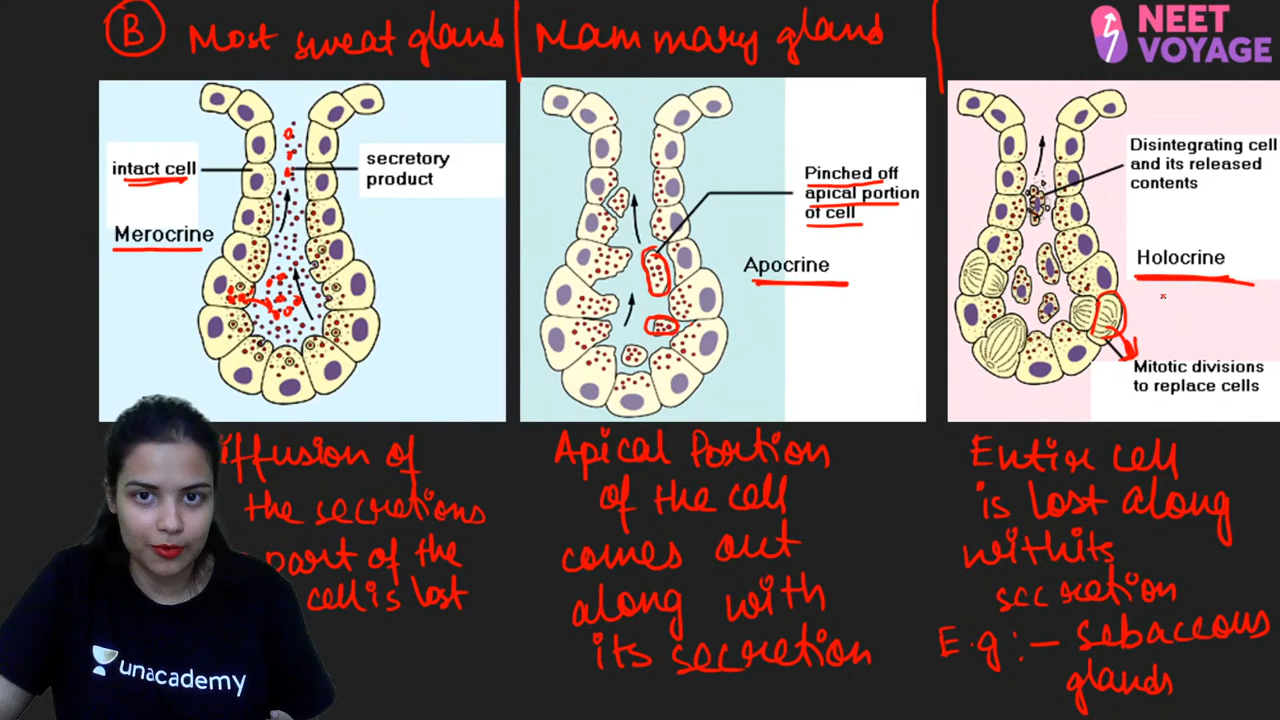 B Most sweat gland
Mammary gland
NEET
VOYAGE
intact cell
secretory
product
Merocrine
Pinched off
apical portion
of cell
Apocrine
Disintegrating cell
and its released
contents
Holocrine
Mitotic divisions
to replace cells
iffusion of
the secretions
part of the
cell is lost
Apical Portion
of the cell
comes out
along with
its secretion
Entire cell
is lost along
with its
secretion
E.g :- sebaceous
glands
unacademy